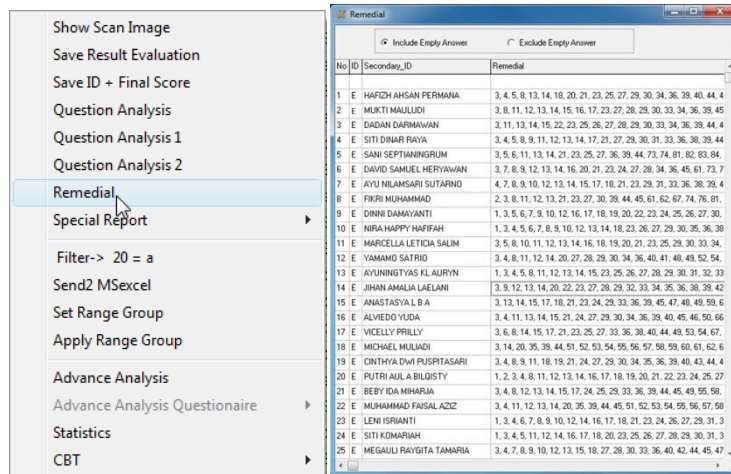 Show Scan Image
Save Result Evaluation
Save ID + Final Score
Question Analysis
Question Analysis 1
Question Analysis 2
Remedial
Special Report
Filter-> 20 = a
Send2 MSexcel
Set Range Group
Apply Range Group
Advance Analysis
Advance Analysis Questionaire
Statistics
CBT
Remedial
Include Empty Answer Exclude Empty Answer
No ID Secondary_ID Remedial
1 E HAFIZH AHSAN PERMANA 3, 4, 5, 8, 13, 14, 18, 20, 21, 23, 25, 27, 29, 30, 34, 36, 39, 40, 44, 4
2 E MUKTI MAULUDI 3, 8, 11, 12, 13, 14, 15, 16, 17, 23, 27, 28, 29, 30, 33, 34, 36, 39, 45
3 E DADAN DARMAWAN 3, 11, 13, 14, 15, 22, 23, 25, 26, 27, 28, 29, 30, 33, 34, 36, 39, 44, 4
4 E SITI DINAR RAYA 3, 4, 5, 8, 9, 11, 12, 13, 14, 17, 21, 27, 29, 30, 31, 33, 36, 38, 39, 44
5 E SANI SEPTIANINGRUM 3, 5, 6, 11, 13, 14, 21, 23, 25, 27, 36, 39, 44, 73, 74, 81, 82, 83, 84,
6 E DAVID SAMUEL HERYAWAN 3, 7, 8, 9, 12, 13, 14, 16, 20, 21, 23, 24, 27, 28, 34, 36, 45, 61, 73, 7
7 E AYU NILAMSARI SUTARNO 4, 7, 8, 9, 10, 12, 13, 14, 15, 17, 18, 21, 23, 29, 31, 33, 36, 38, 39, 4
8 E FIKRI MUHAMMAD 2, 3, 8, 11, 12, 13, 21, 23, 27, 30, 39, 44, 45, 61, 62, 67, 74, 76, 81,
9 E DINNI DAMAYANTI 1, 3, 5, 6, 7, 9, 10, 12, 16, 17, 18, 19, 20, 22, 23, 24, 25, 26, 27, 30,
10 E NIRA HAPPY HAFIFAH 1, 3, 4, 5, 6, 7, 8, 9, 10, 12, 13, 14, 18, 23, 26, 27, 29, 30, 35, 36, 38
11 E MARCELLA LETICIA SALIM 3, 5, 8, 10, 11, 12, 13, 14, 16, 18, 19, 20, 21, 23, 25, 29, 30, 33, 34,
12 E YAMAMO SATRIO 3, 4, 8, 11, 12, 14, 20, 27, 28, 29, 30, 34, 36, 40, 41, 48, 49, 52, 54,
13 E AYUNINGTYAS KL AURYN 1, 3, 4, 5, 8, 11, 12, 13, 14, 15, 23, 25, 26, 27, 28, 29, 30, 31, 32, 33
14 E JIHAN AMALIA LAELANI 3, 9, 12, 13, 14, 20, 22, 23, 27, 28, 29, 32, 33, 34, 35, 36, 38, 39, 42
15 E ANASTASYA L B A 3, 13, 14, 15, 17, 18, 21, 23, 24, 29, 33, 36, 39, 45, 47, 48, 49, 59, 6
16 E ALVIEDO YUDA 3, 4, 11, 13, 14, 15, 21, 24, 27, 29, 30, 34, 36, 39, 40, 45, 46, 50, 66
17 E VICELLY PRILLY 3, 6, 8, 14, 15, 17, 21, 23, 25, 27, 33, 36, 38, 40, 44, 49, 53, 54, 67,
18 E MICHAEL MULIADI 3, 14, 20, 35, 39, 44, 51, 52, 53, 54, 55, 56, 57, 58, 59, 60, 61, 62, 6
19 E CINTHYA DWI PUSPITASARI 3, 4, 8, 9, 11, 18, 19, 21, 24, 27, 29, 30, 34, 35, 36, 39, 40, 43, 44, 4
20 E PUTRI AUL A BILQISTY 1, 2, 3, 4, 8, 11, 12, 13, 14, 16, 17, 18, 19, 20, 21, 22, 23, 24, 25, 27
21 E BEBY IDA MIHARJA 3, 4, 8, 12, 13, 14, 15, 17, 24, 25, 29, 33, 36, 39, 44, 45, 49, 55, 58,
22 E MUHAMMAD FAISAL AZIZ 3, 4, 11, 12, 13, 14, 20, 35, 39, 44, 45, 51, 52, 53, 54, 55, 56, 57, 58
23 E LENI ISRIANTI 1, 3, 4, 6, 7, 8, 9, 10, 12, 14, 16, 17, 18, 21, 23, 24, 26, 27, 29, 31, 3
24 E SITI KOMARIAH 1, 3, 4, 5, 11, 12, 14, 16, 17, 18, 20, 23, 25, 26, 27, 28, 29, 30, 31, 3
25 E MEGAULI RAYGITA TAMARIA 3, 4, 7, 8, 9, 10, 12, 13, 15, 18, 27, 28, 30, 33, 36, 40, 42, 44, 45, 47